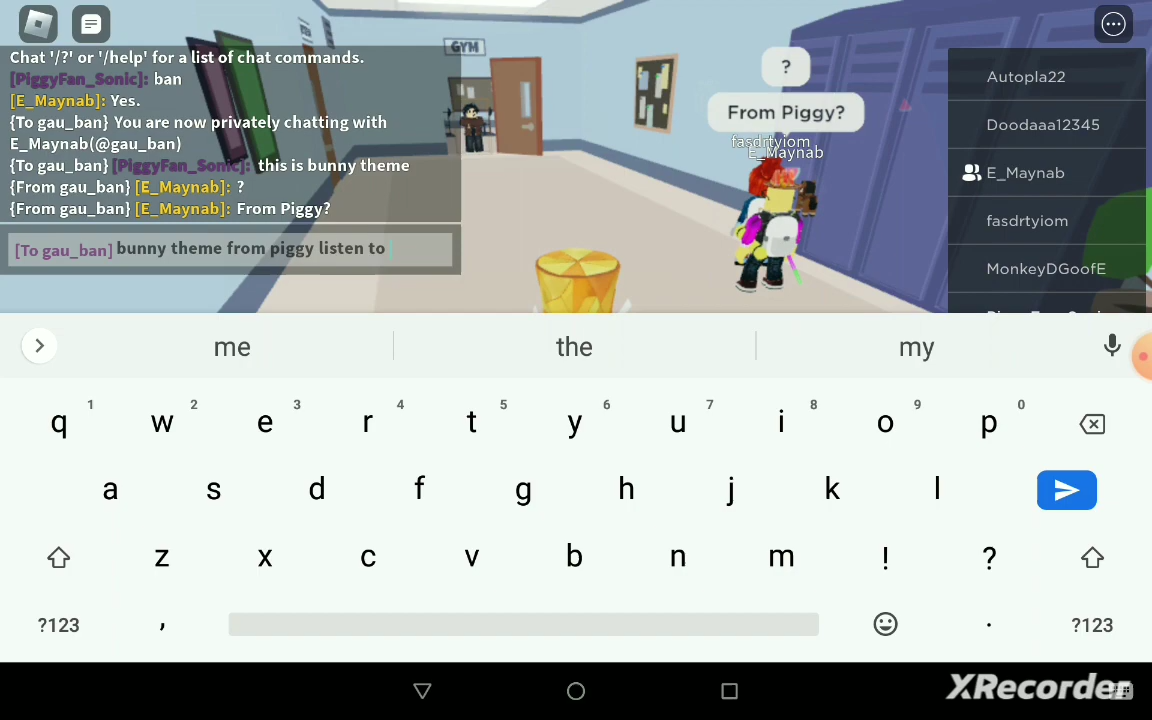 Chat '/?' or '/help' for a list of chat commands.
[PiggyFan_Sonic]: ban
[E_Maynab]: Yes.
{To gau_ban} You are now privately chatting with
E_Maynab(@gau_ban)
{To gau_ban} [PiggyFan_Sonic]: this is bunny theme
{From gau_ban} [E_Maynab]: ?
{From gau_ban} [E_Maynab]: From Piggy?
[To gau_ban] bunny theme from piggy listen to
GYM
?
From Piggy?
fasdrtyiom
E_Maynab
Autopla22
Doodaaa12345
E_Maynab
fasdrtyiom
MonkeyDGoofE
me the my
1 2 3 4 5 6 7 8 9 0
q w e r t y u i o p
a s d f g h j k l
z x c v b n m ! ?
?123 , . ?123
XRecorder